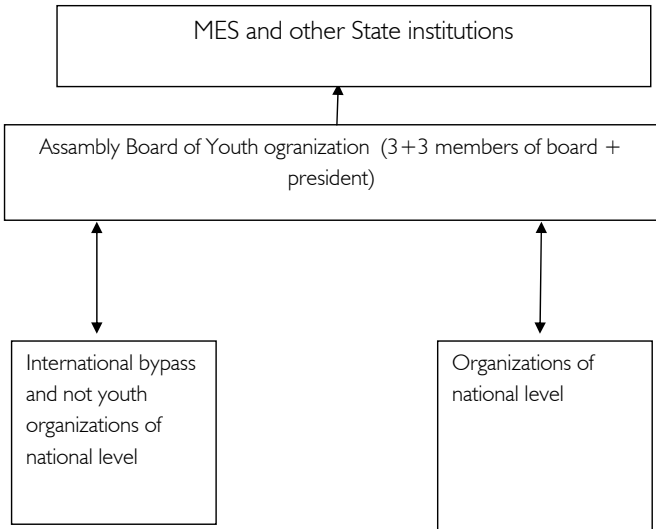 MES and other State institutions
Assembly Board of Youth ogranization (3+3 members of board +
president)
International bypass
and not youth
organizations of
national level
Organizations of
national level